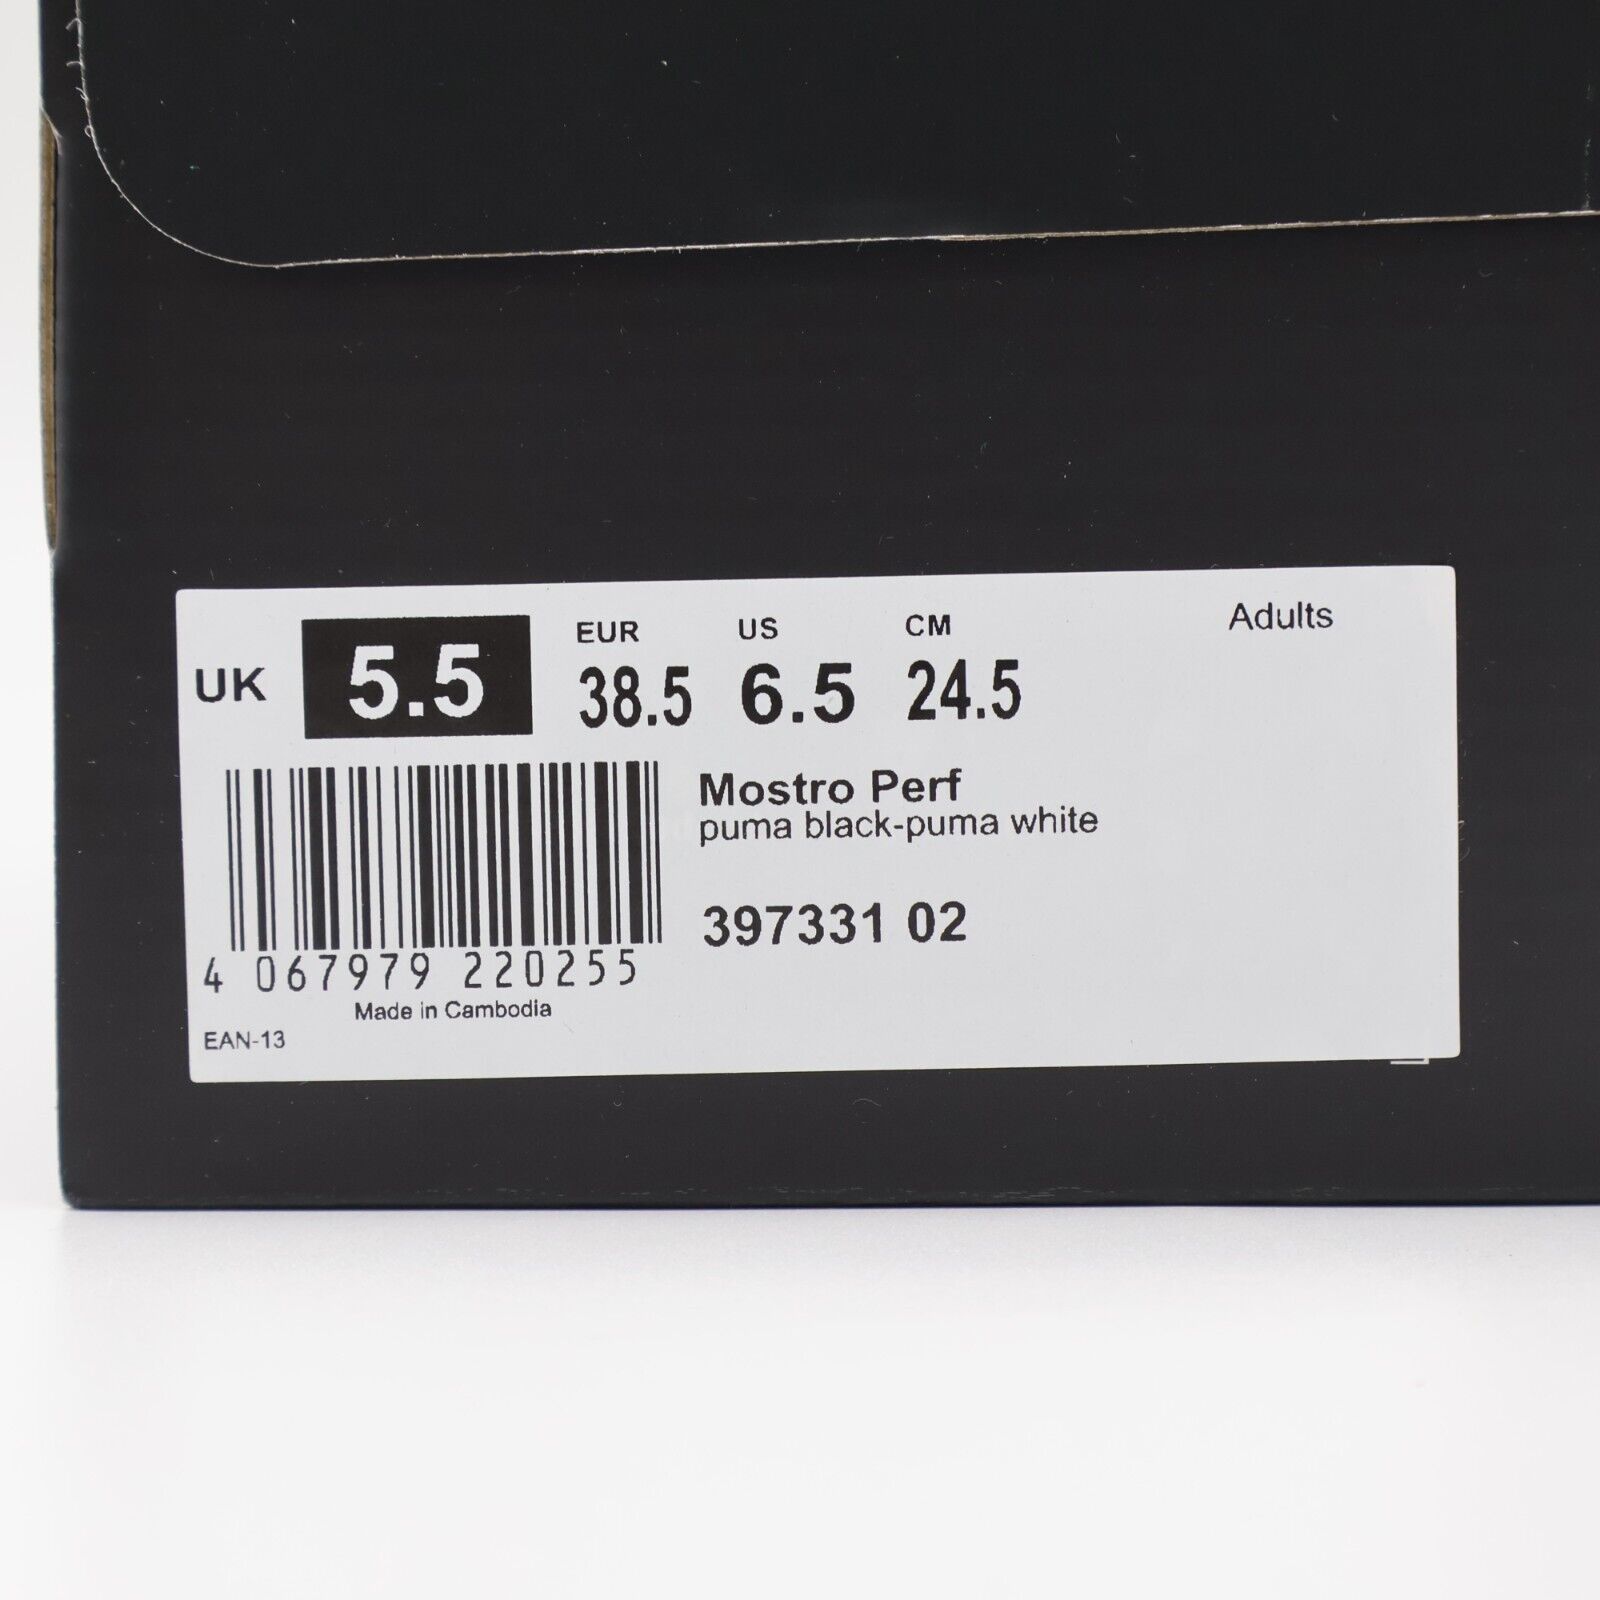 EUR US CM Adults
UK 5.5 38.5 6.5 24.5
Mostro Perf
puma black-puma white
397331 02
4 067979 220255
Made in Cambodia
EAN-13